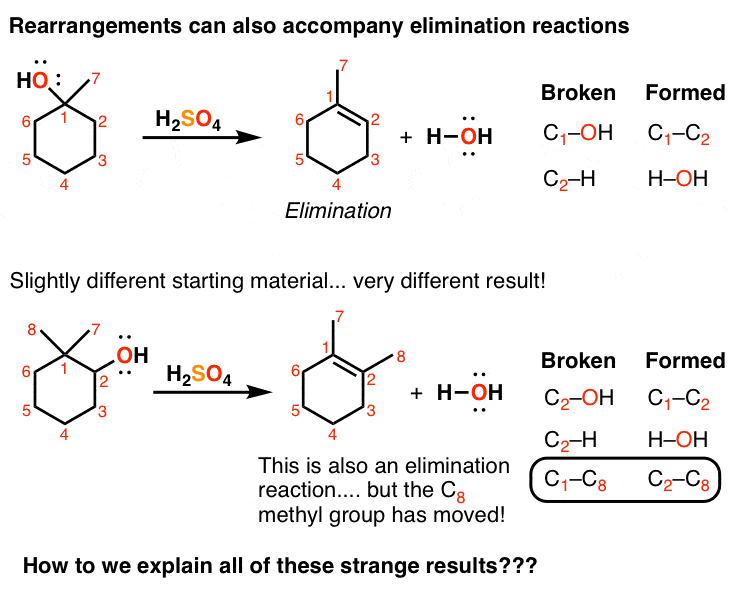 Rearrangements can also accompany elimination reactions
HO
7
1
6
2
5
3
4
H2SO4
7
1
6
2
5
3
4
+ H–OH
Elimination
Broken Formed
C1–OH C1–C2
C2–H H–OH
Slightly different starting material... very different result!
8
7
OH
1
6
2
5
3
4
H2SO4
7
1
8
6
2
5
3
4
+ H–OH
Broken Formed
C2–OH C1–C2
C2–H H–OH
C1–C8 C2–C8
This is also an elimination
reaction.... but the C8
methyl group has moved!
How to we explain all of these strange results???